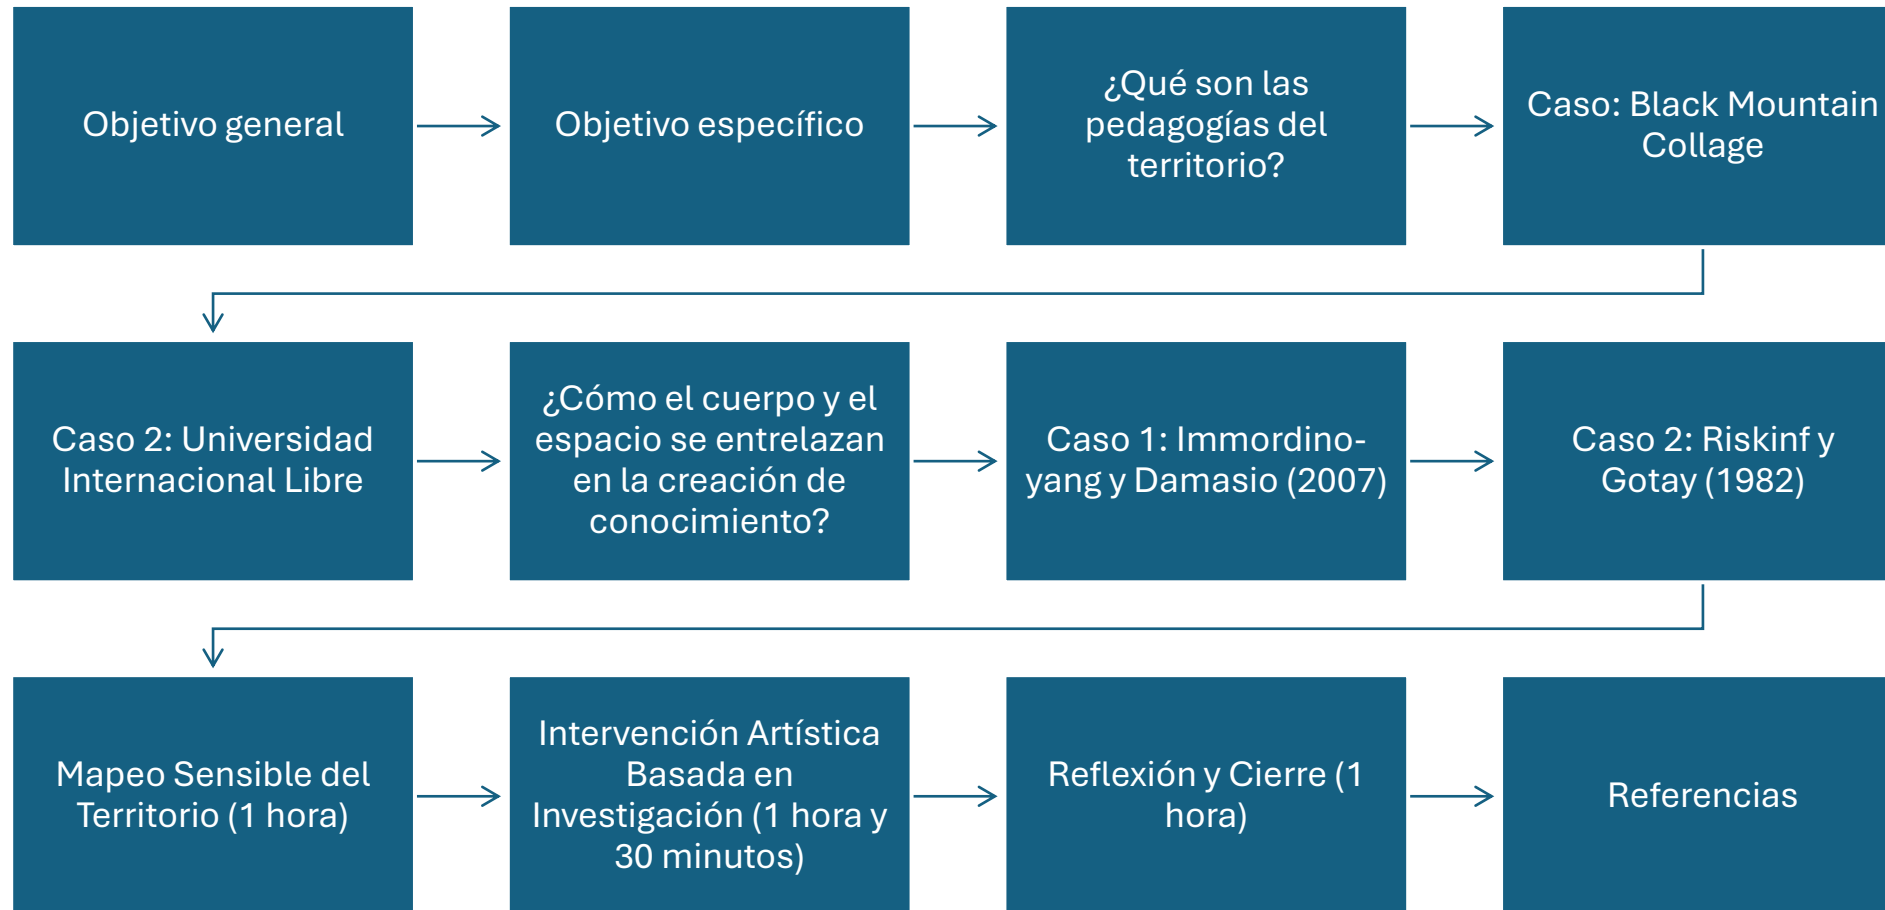 Objetivo general
Objetivo específico
¿Qué son las
pedagogías del
territorio?
Caso: Black Mountain
Collage
Caso 2: Universidad
Internacional Libre
¿Cómo el cuerpo y el
espacio se entrelazan
en la creación de
conocimiento?
Caso 1: Immordino-
yang y Damasio (2007)
Caso 2: Riskinf y
Gotay (1982)
Mapeo Sensible del
Territorio (1 hora)
Intervención Artística
Basada en
Investigación (1 hora y
30 minutos)
Reflexión y Cierre (1
hora)
Referencias